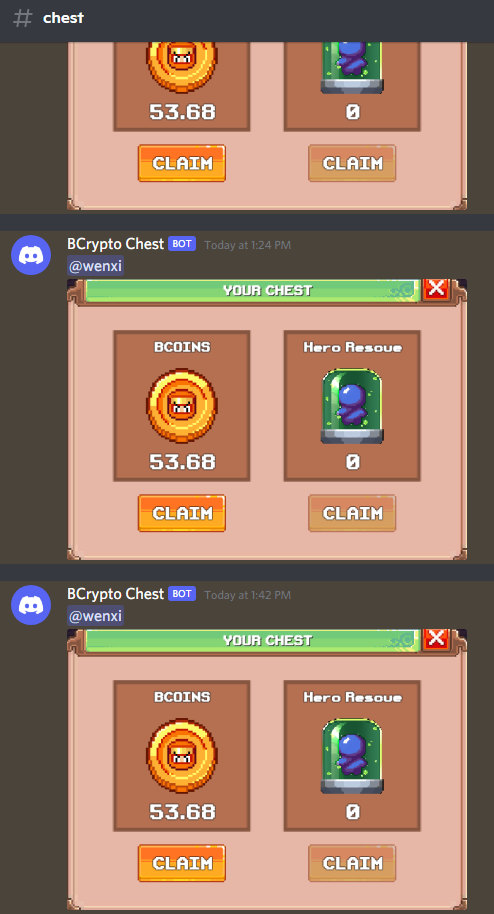 # chest
53.68 0
CLAIM CLAIM
BCrypto Chest BOT Today at 1:24 PM
@wenxi
YOUR CHEST X
BCOINS Hero Rescue
53.68 0
CLAIM CLAIM
BCrypto Chest BOT Today at 1:42 PM
@wenxi
YOUR CHEST X
BCOINS Hero Rescue
53.68 0
CLAIM CLAIM